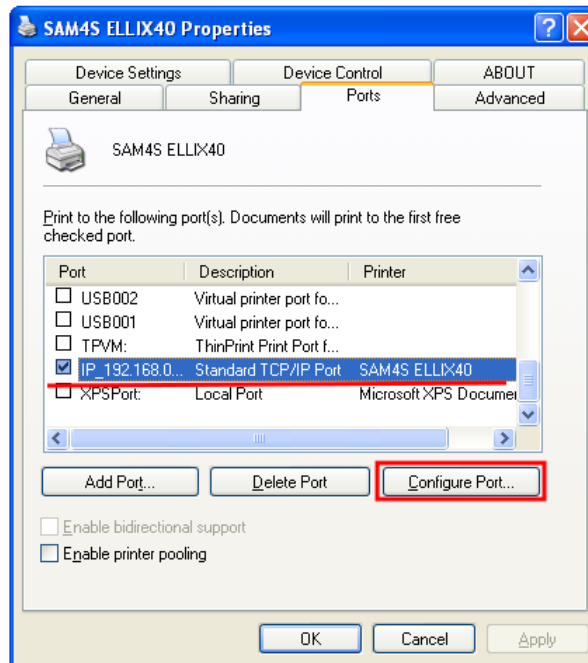 SAM4S ELLIX40 Properties
Device Settings Device Control ABOUT
General Sharing Ports Advanced
SAM4S ELLIX40
Print to the following port(s). Documents will print to the first free
checked port.
Port Description Printer
USB002 Virtual printer port fo...
USB001 Virtual printer port fo...
TPVM: ThinPrint Print Port f...
IP_192.168.0... Standard TCP/IP Port SAM4S ELLIX40
XPSPort: Local Port Microsoft XPS Documen
Add Port... Delete Port Configure Port...
Enable bidirectional support
Enable printer pooling
OK Cancel Apply